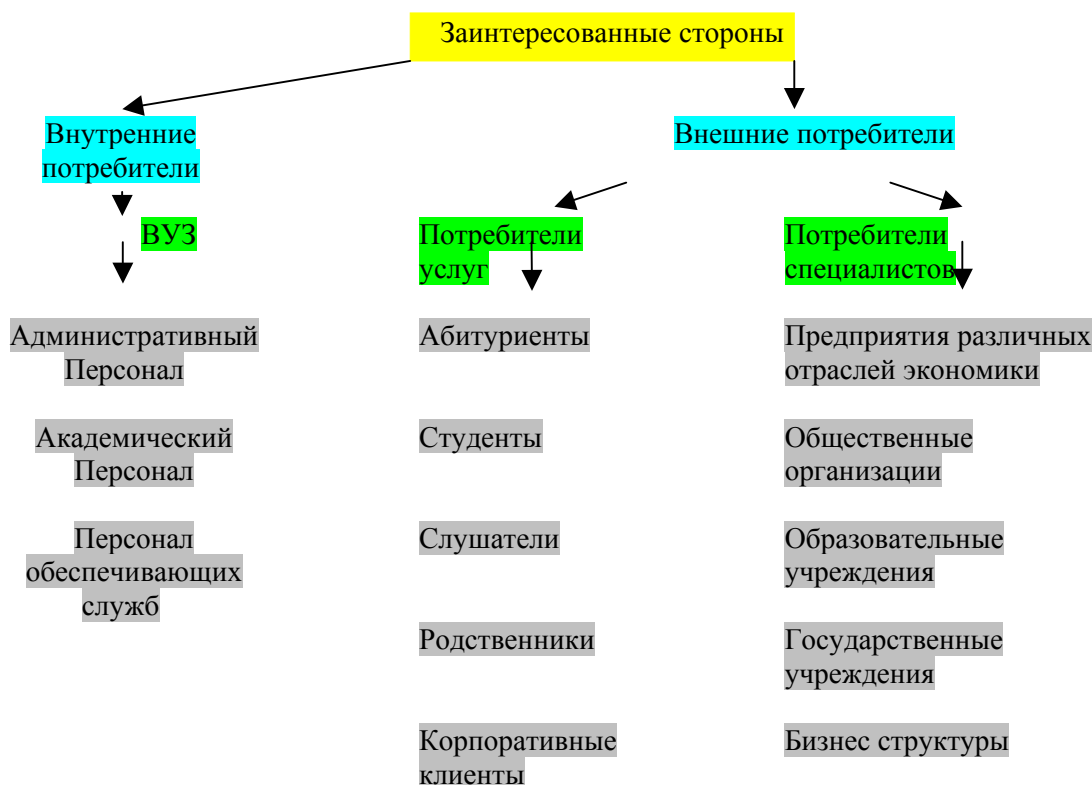 Заинтересованные стороны
Внутренние
потребители
Внешние потребители
ВУЗ
Потребители
услуг
Потребители
специалистов
Административный
Персонал
Абитуриенты
Предприятия различных
отраслей экономики
Академический
Персонал
Студенты
Общественные
организации
Персонал
обеспечивающих
служб
Слушатели
Образовательные
учреждения
Родственники
Государственные
учреждения
Корпоративные
клиенты
Бизнес структуры